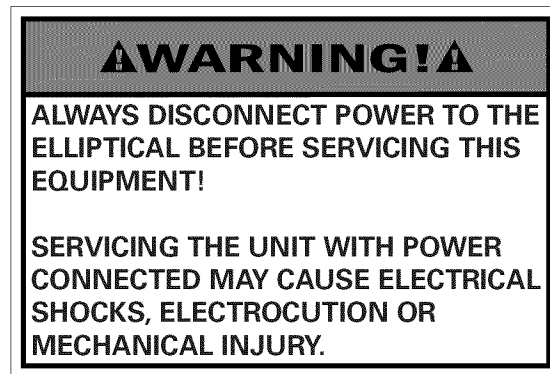 WARNING!
ALWAYS DISCONNECT POWER TO THE
ELLIPTICAL BEFORE SERVICING THIS
EQUIPMENT!
SERVICING THE UNIT WITH POWER
CONNECTED MAY CAUSE ELECTRICAL
SHOCKS, ELECTROCUTION OR
MECHANICAL INJURY.